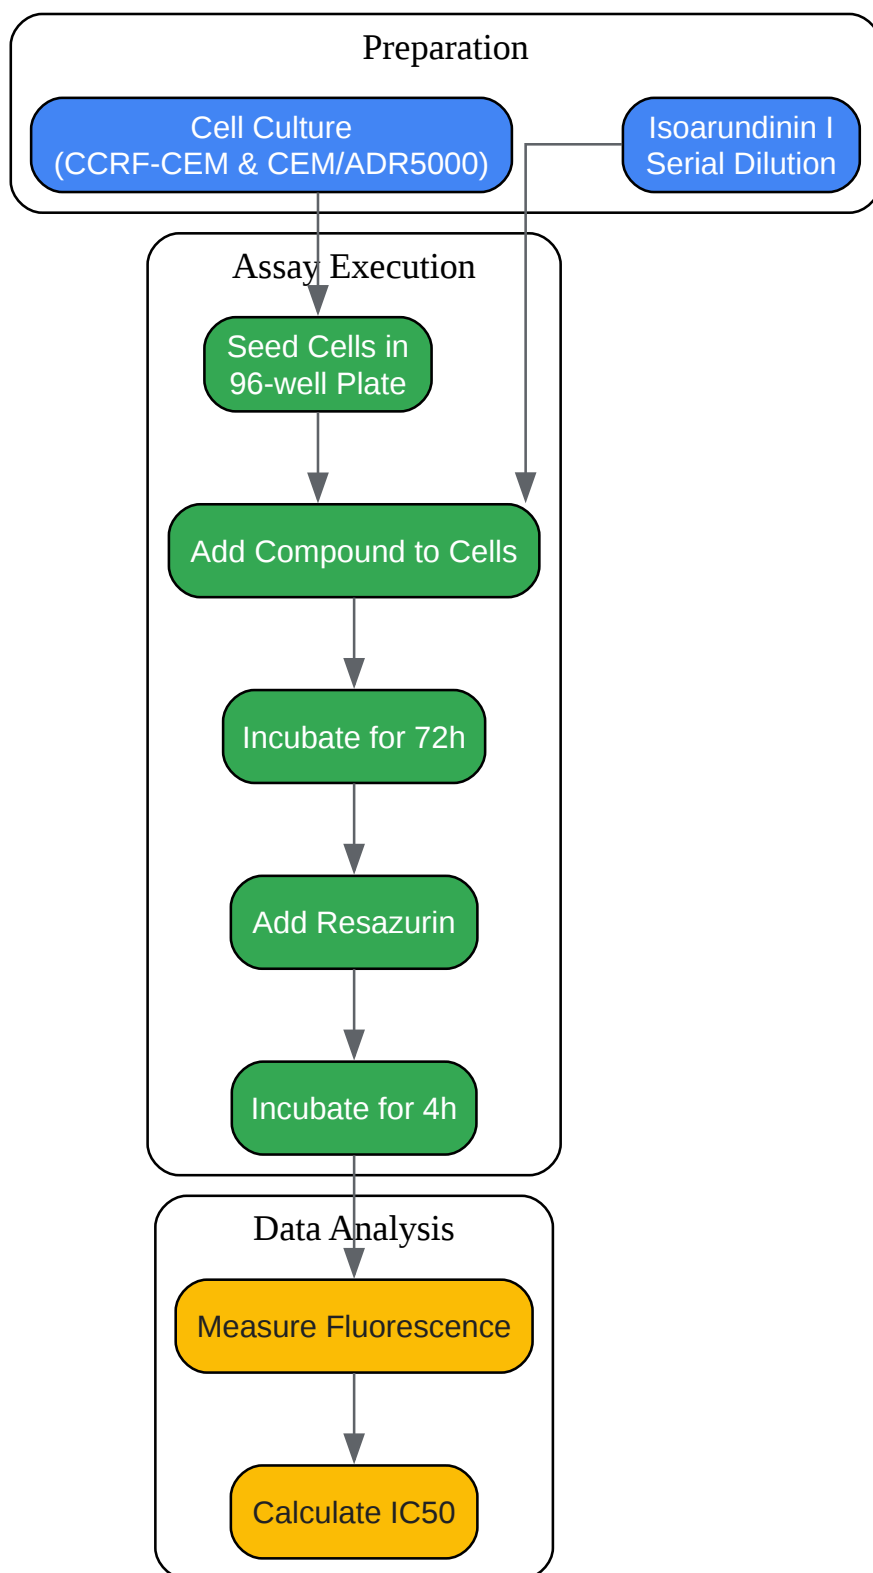 Preparation
Cell Culture
(CCRF-CEM & CEM/ADR5000)
Isoarundinin I
Serial Dilution
Assay Execution
Seed Cells in
96-well Plate
Add Compound to Cells
Incubate for 72h
Add Resazurin
Incubate for 4h
Data Analysis
Measure Fluorescence
Calculate IC50